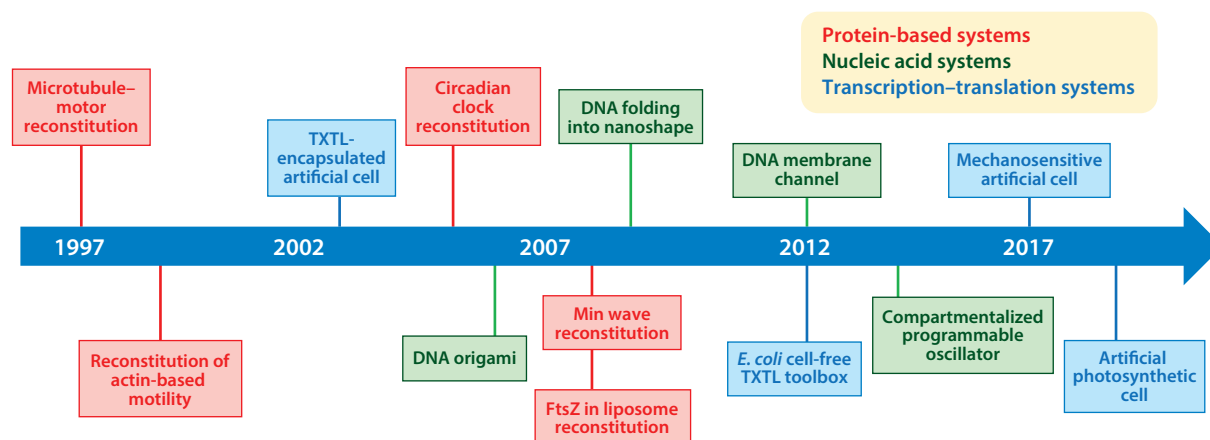 Protein-based systems
Nucleic acid systems
Transcription–translation systems
Microtubule–
motor
reconstitution
TXTL-
encapsulated
artificial cell
Circadian
clock
reconstitution
DNA folding
into nanoshape
DNA membrane
channel
Mechanosensitive
artificial cell
1997
2002
2007
2012
2017
Reconstitution of
actin-based
motility
DNA origami
Min wave
reconstitution
FtsZ in liposome
reconstitution
E. coli cell-free
TXTL toolbox
Compartmentalized
programmable
oscillator
Artificial
photosynthetic
cell